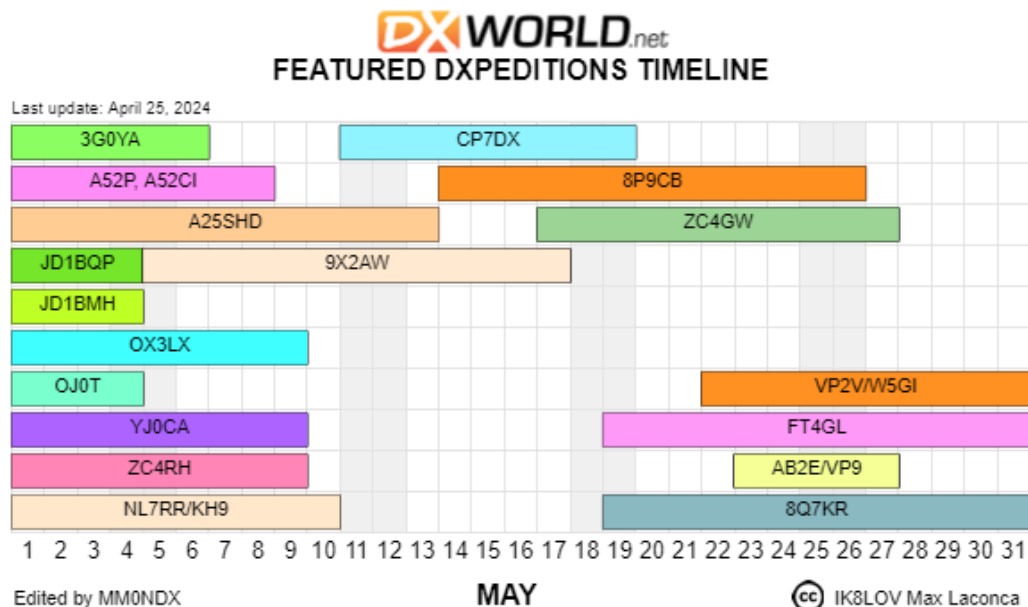 DX WORLD.net
FEATURED DXPEDITIONS TIMELINE
Last update: April 25, 2024
3G0YA CP7DX
A52P, A52CI 8P9CB
A25SHD ZC4GW
JD1BQP 9X2AW
JD1BMH
OX3LX
OJ0T VP2V/W5GI
YJ0CA FT4GL
ZC4RH AB2E/VP9
NL7RR/KH9 8Q7KR
1 2 3 4 5 6 7 8 9 10 11 12 13 14 15 16 17 18 19 20 21 22 23 24 25 26 27 28 29 30 31
Edited by MM0NDX MAY cc IK8LOV Max Laconca